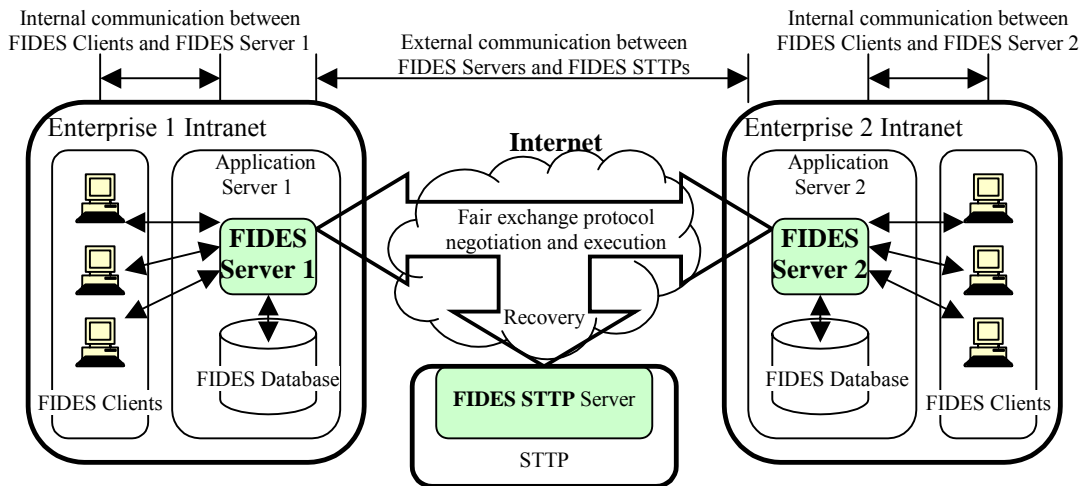 Internal communication between
FIDES Clients and FIDES Server 1
External communication between
FIDES Servers and FIDES STTPs
Internal communication between
FIDES Clients and FIDES Server 2
Enterprise 1 Intranet
Application
Server 1
FIDES
Server 1
FIDES Database
FIDES Clients
Internet
Fair exchange protocol
negotiation and execution
Recovery
FIDES STTP Server
STTP
Enterprise 2 Intranet
Application
Server 2
FIDES
Server 2
FIDES Database
FIDES Clients